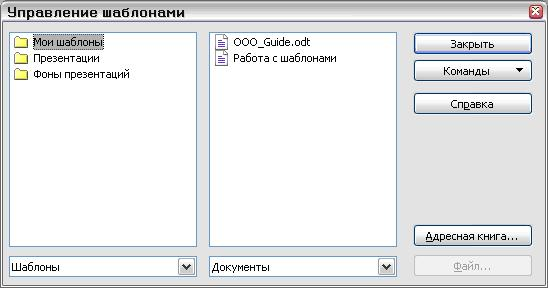 Управление шаблонами
Мои шаблоны
Презентации
Фоны презентаций
OOO_Guide.odt
Работа с шаблонами
Закрыть
Команды
Справка
Адресная книга...
Шаблоны
Документы
Файл...